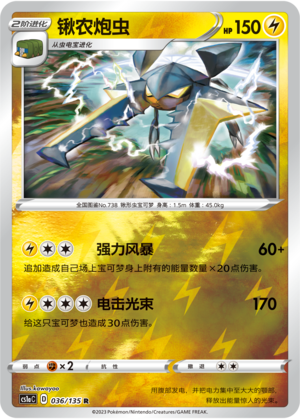 2阶进化
锹农炮虫
HP 150
从虫电宝进化
全国图鉴No.738 锹形虫宝可梦 身高：1.5m 体重：45.0kg
强力风暴 60+
追加造成自己场上宝可梦身上附有的能量数量×20点伤害。
电击光束 170
给这只宝可梦也造成30点伤害。
弱点 ×2 抵抗力 撤退
Illus. kawayoo
用腹部发电，并把电力集中至大大的颚部，
释放出能量惊人的光束。
CS1aC D 036/135 R
©2023 Pokémon/Nintendo/Creatures/GAME FREAK.